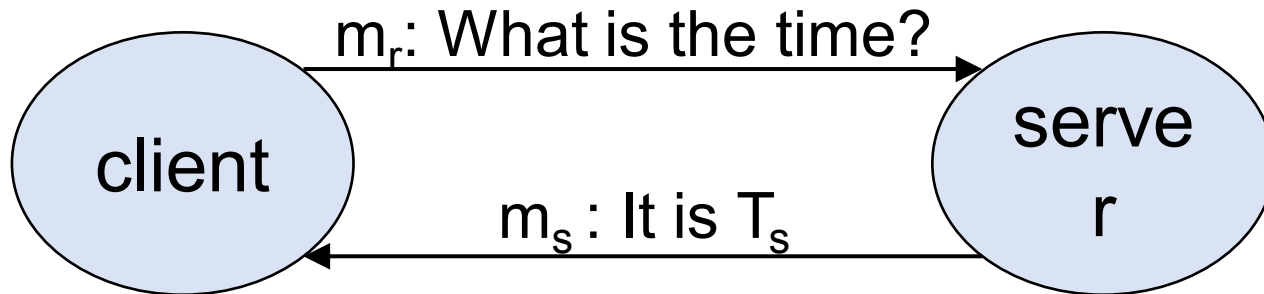 mᵣ: What is the time?
client
serve
r
mₛ : It is Tₛ